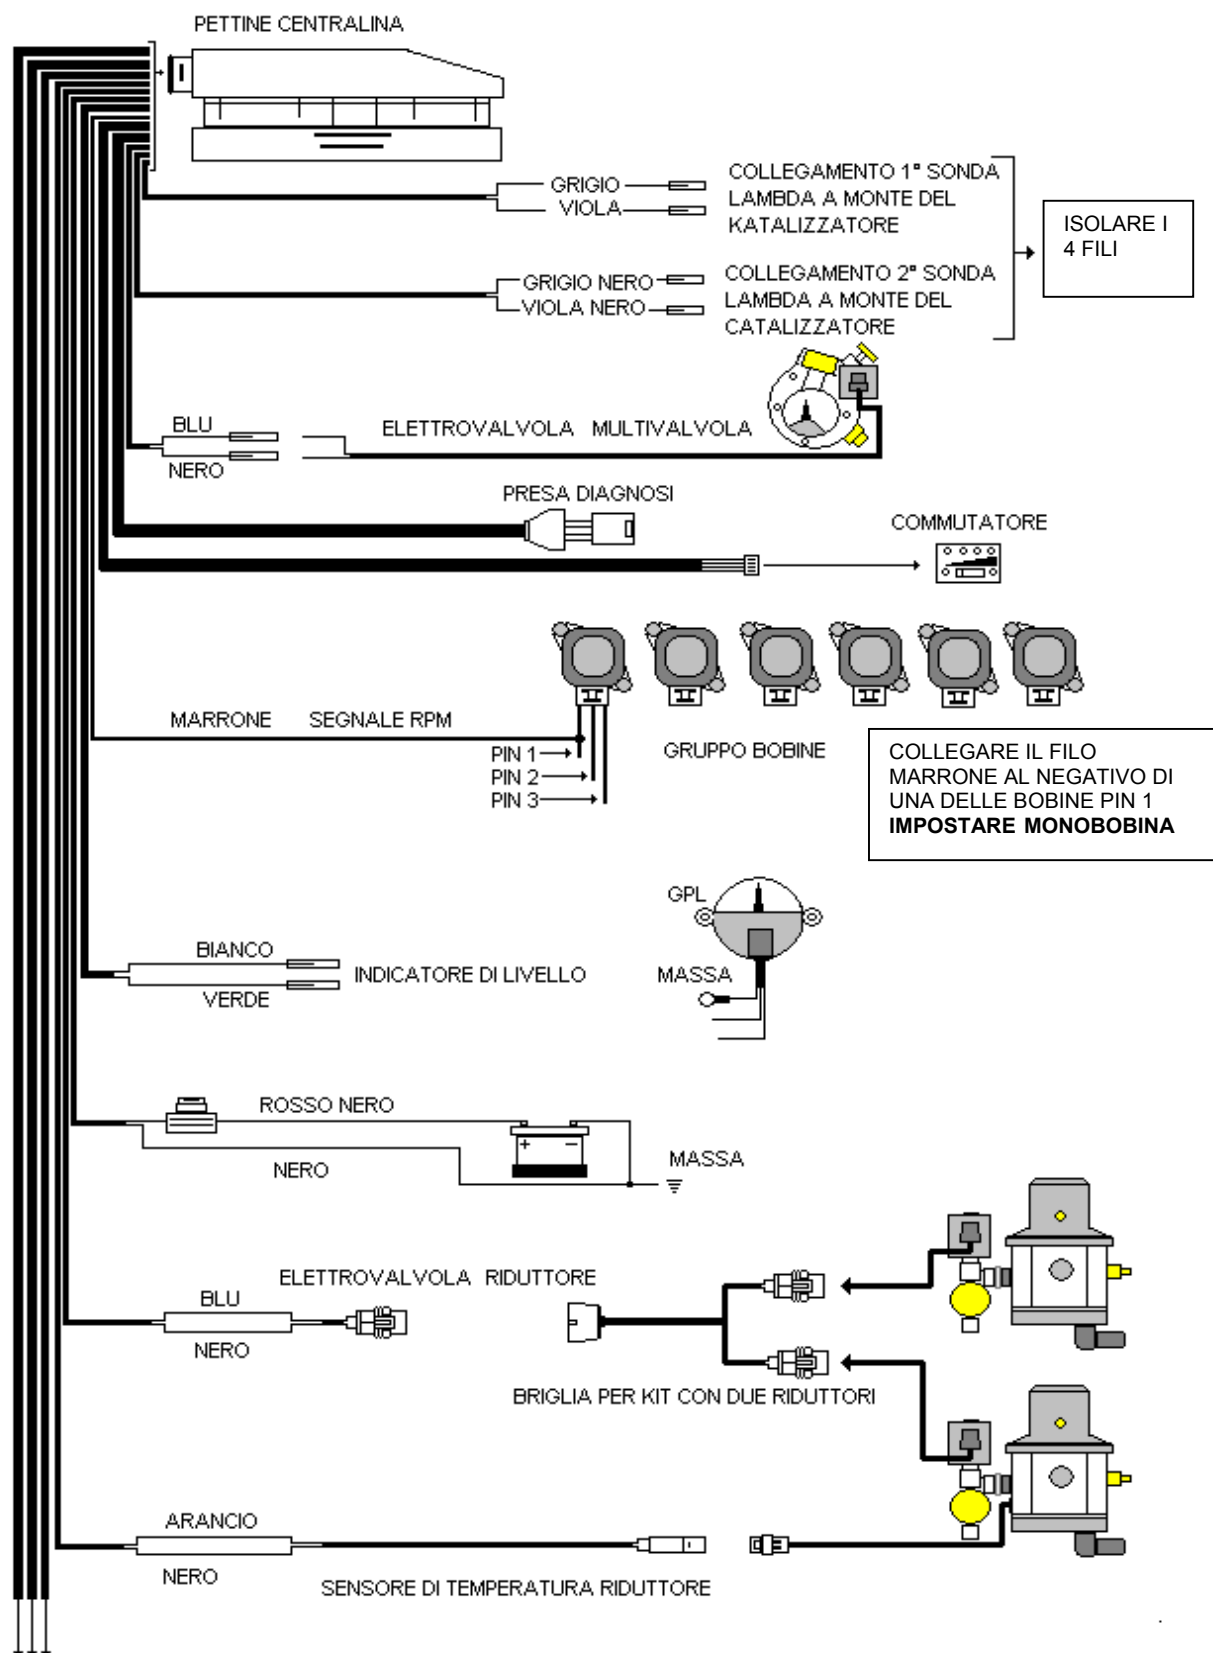 PETTINE CENTRALINA
GRIGIO
VIOLA
COLLEGAMENTO 1ª SONDA
LAMBDA A MONTE DEL
KATALIZZATORE
ISOLARE I
4 FILI
GRIGIO NERO
VIOLA NERO
COLLEGAMENTO 2ª SONDA
LAMBDA A MONTE DEL
CATALIZZATORE
BLU
NERO
ELETTROVALVOLA MULTIVALVOLA
PRESA DIAGNOSI
COMMUTATORE
MARRONE SEGNALE RPM
PIN 1
PIN 2
PIN 3
GRUPPO BOBINE
COLLEGARE IL FILO
MARRONE AL NEGATIVO DI
UNA DELLE BOBINE PIN 1
IMPOSTARE MONOBOBINA
GPL
MASSA
BIANCO
VERDE
INDICATORE DI LIVELLO
ROSSO NERO
NERO
+ −
MASSA
ELETTROVALVOLA RIDUTTORE
BLU
NERO
BRIGLIA PER KIT CON DUE RIDUTTORI
ARANCIO
NERO
SENSORE DI TEMPERATURA RIDUTTORE